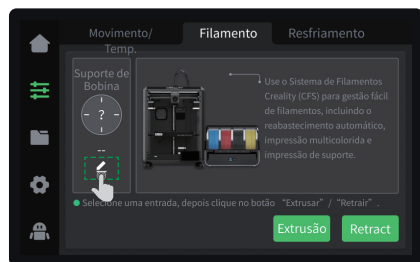 Movimento/
Temp.
Filamento
Resfriamento
Suporte de
Bobina
?
--
Use o Sistema de Filamentos
Creality (CFS) para gestão fácil
de filamentos, incluindo o
reabastecimento automático,
impressão multicolorida e
impressão de suporte.
Selecione uma entrada, depois clique no botão “Extrusar” / “Retrair” .
Extrusão
Retract